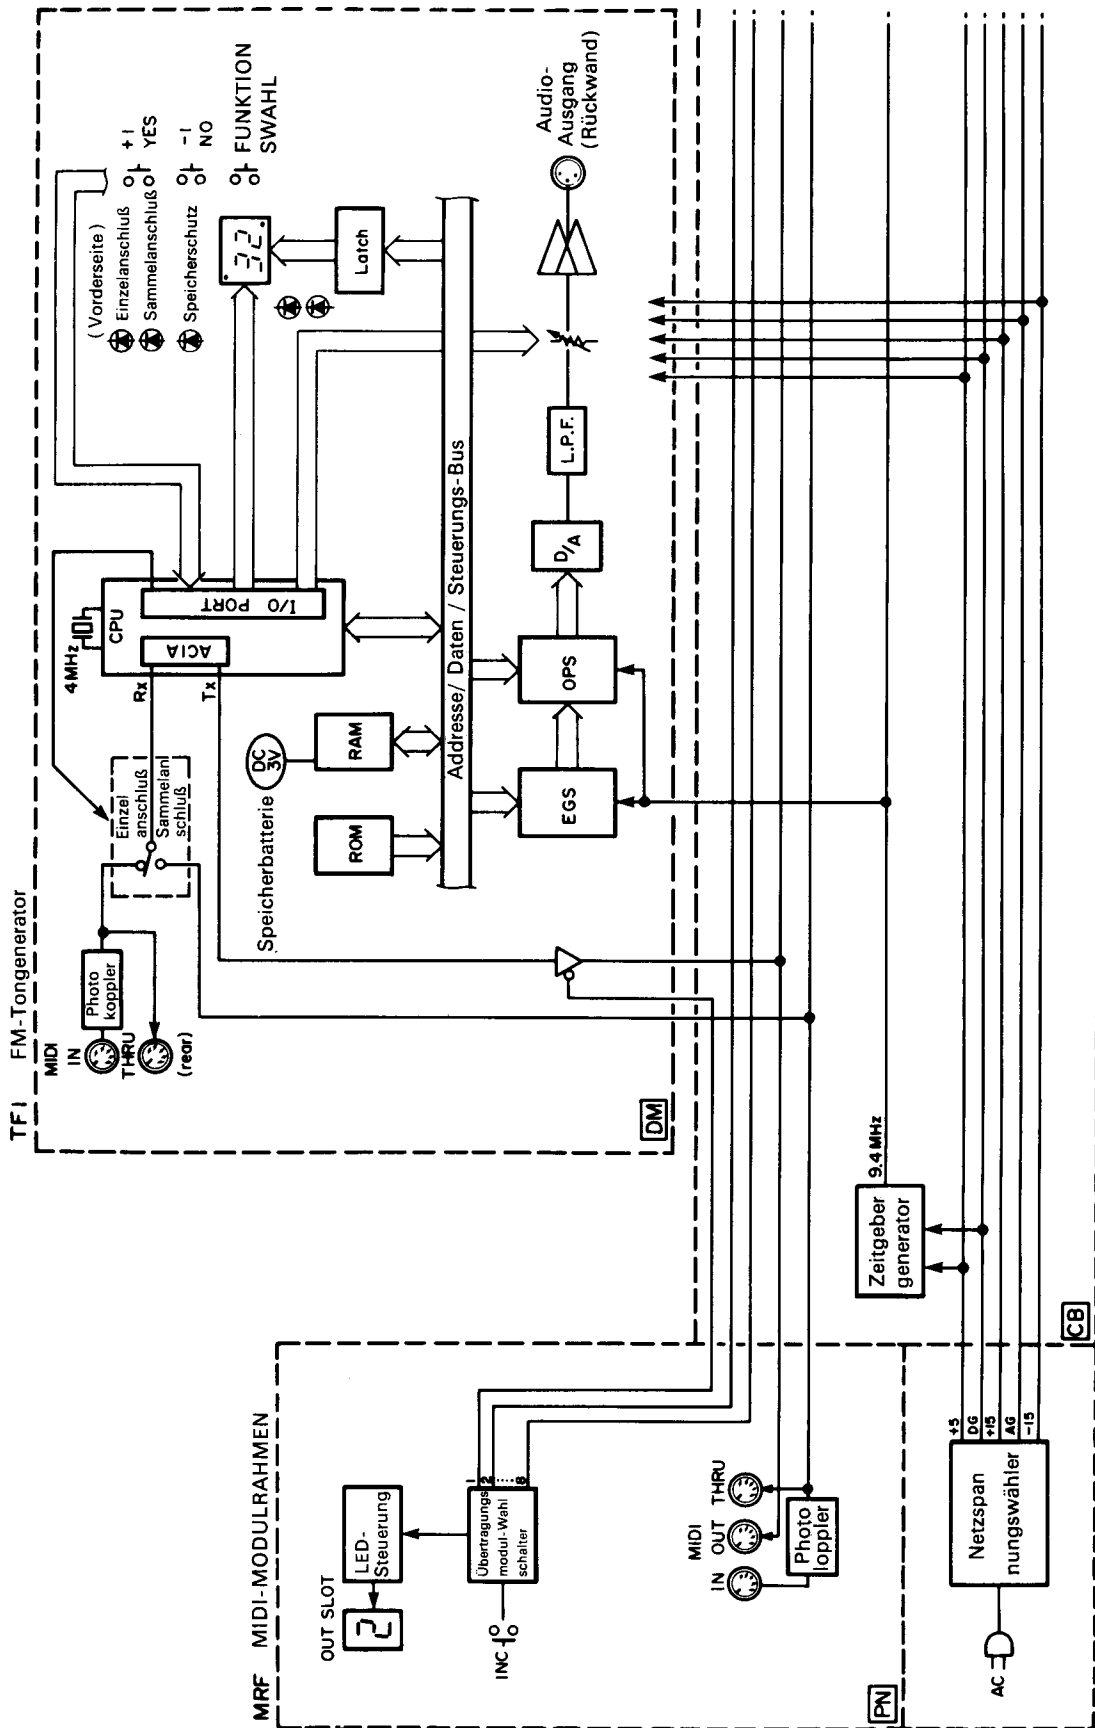 TF1 FM-Tongenerator
MIDI
IN
THRU
(rear)
Photo
koppler
Einzel
anschluß
Sammelan
schluß
4MHz
Rx
Tx
CPU
ACIA
I/O PORT
(Vorderseite)
Einzelanschluß
Sammelanschluß
Speicherschutz
+1
YES
-1
NO
FUNKTION
SWAHL
32.
Latch
Speicherbatterie
DC
3V
ROM
RAM
Addresse/ Daten / Steuerungs-Bus
EGS
OPS
D/A
L.P.F.
Audio-
Ausgang
(Rückwand)
DM
MRF MIDI-MODULRAHMEN
OUT SLOT
2
LED-
Steuerung
INC
Übertragungs
modul-Wahl
schalter
1
2
8
MIDI
IN
OUT
THRU
Photo
loppler
PN
Zeitgeber
generator
9.4 MHz
AC
Netzspan
nungswähler
+5
DG
+15
AG
-15
CB